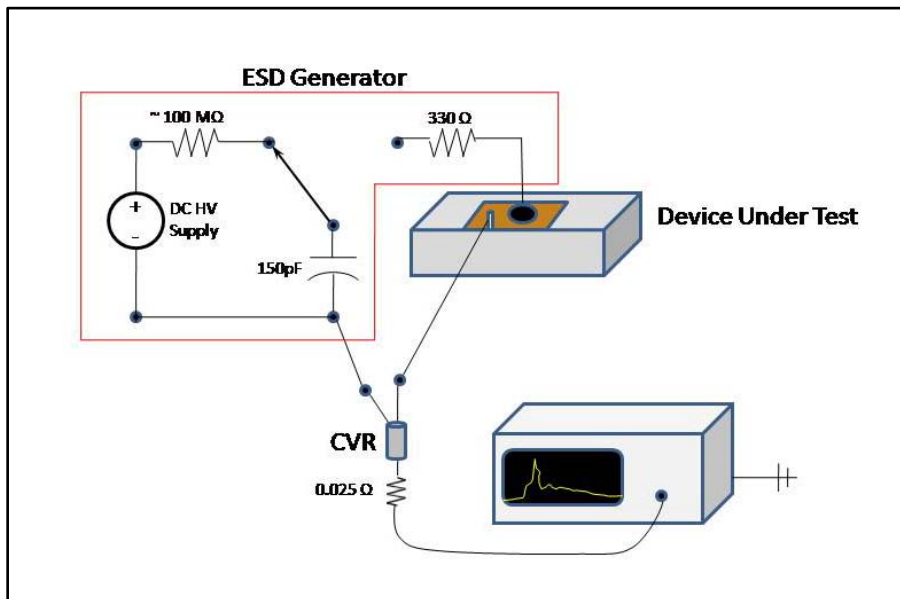 ESD Generator
~ 100 MΩ
330 Ω
+
-
DC HV
Supply
150pF
Device Under Test
CVR
0.025 Ω